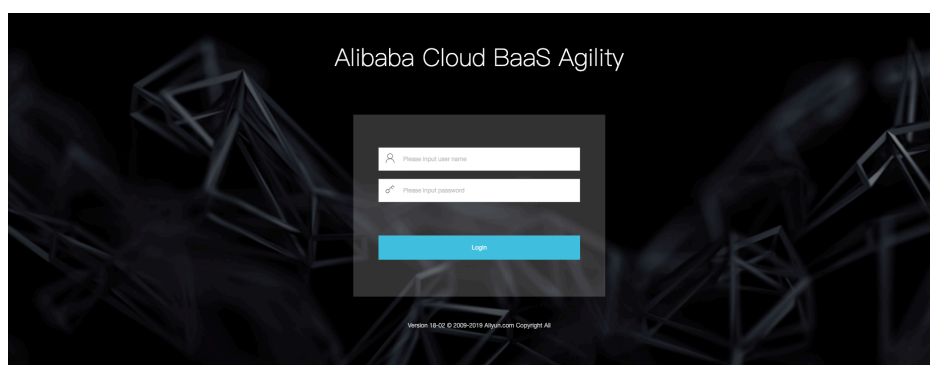 Alibaba Cloud BaaS Agility
Please input user name
Please input password
Login
Version 18-02 © 2009-2019 Aliyun.com Copyright All